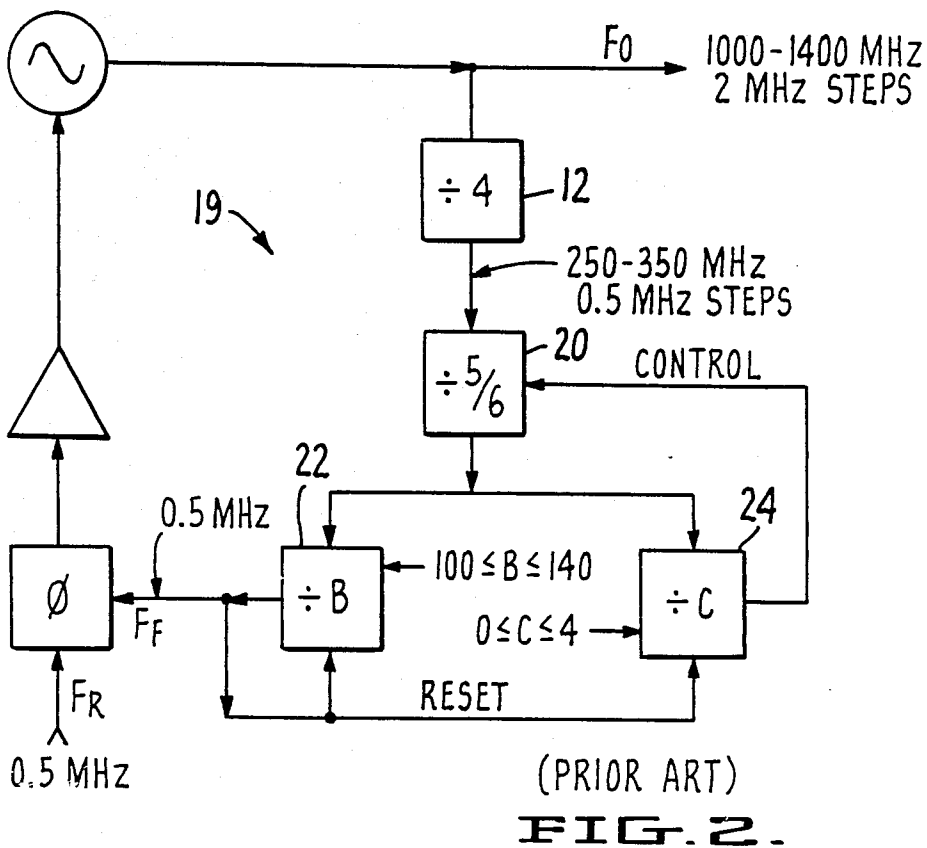 FO
1000-1400 MHz
2 MHz STEPS
÷ 4
12
19
250-350 MHz
0.5 MHz STEPS
20
÷ 5/6
CONTROL
22
24
0.5 MHz
÷ B
100 ≤ B ≤ 140
÷ C
0 ≤ C ≤ 4
Ø
FF
RESET
FR
0.5 MHz
(PRIOR ART)
FIG. 2.